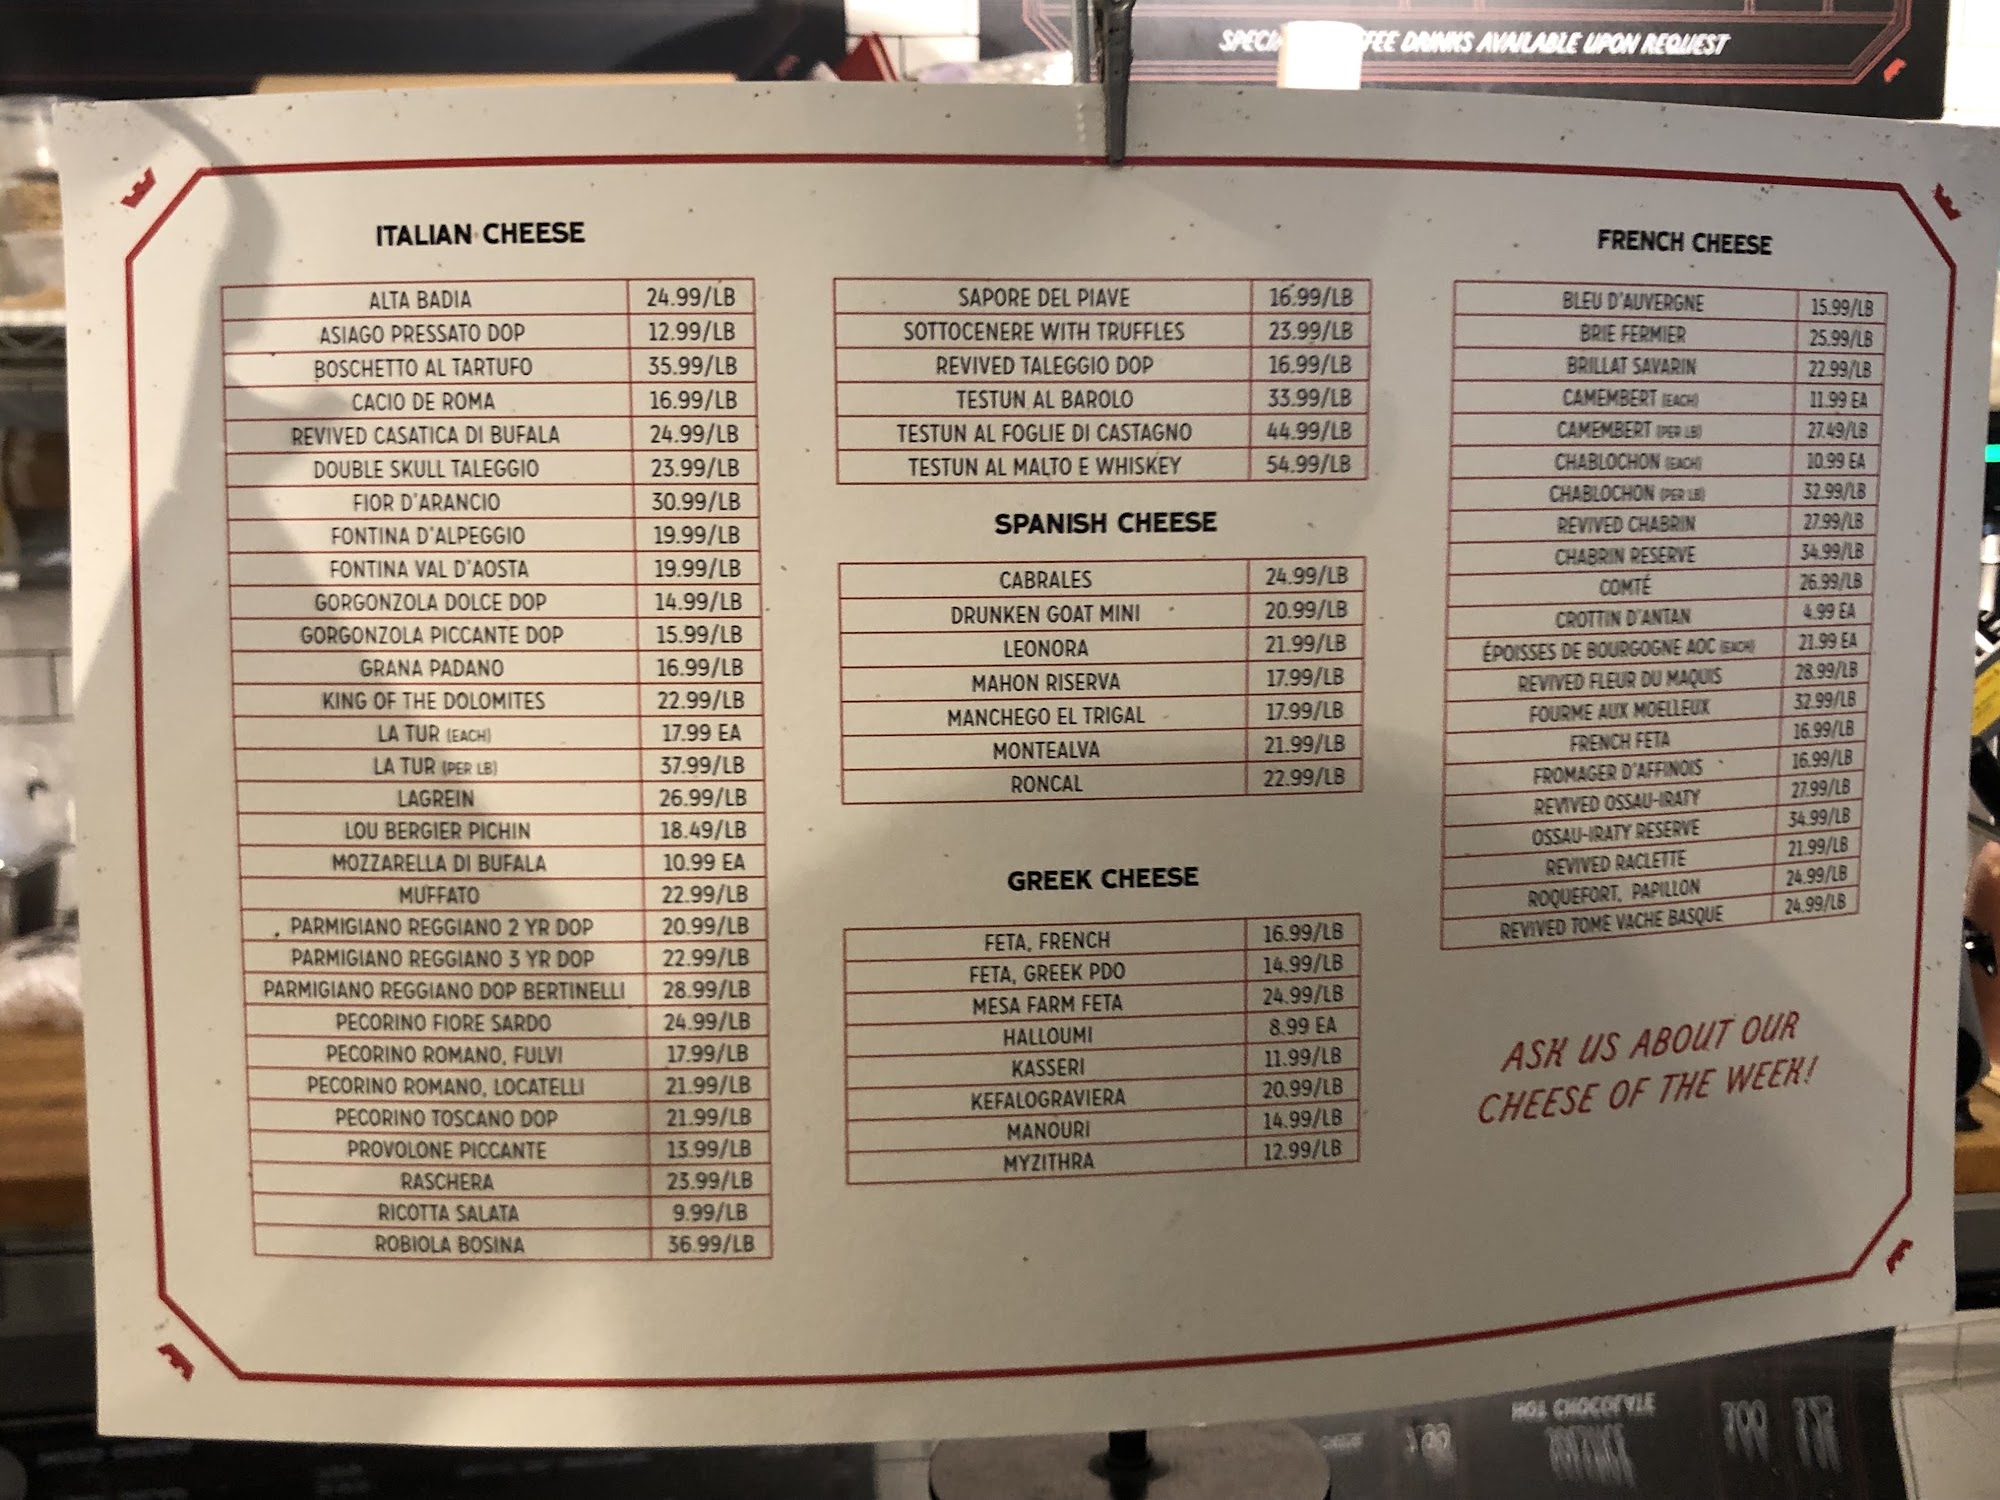 SPECI FEE DRINKS AVAILABLE UPON REQUEST
ITALIAN CHEESE
ALTA BADIA 24.99/LB
ASIAGO PRESSATO DOP 12.99/LB
BOSCHETTO AL TARTUFO 35.99/LB
CACIO DE ROMA 16.99/LB
REVIVED CASATICA DI BUFALA 24.99/LB
DOUBLE SKULL TALEGGIO 23.99/LB
FIOR D'ARANCIO 30.99/LB
FONTINA D'ALPEGGIO 19.99/LB
FONTINA VAL D'AOSTA 19.99/LB
GORGONZOLA DOLCE DOP 14.99/LB
GORGONZOLA PICCANTE DOP 15.99/LB
GRANA PADANO 16.99/LB
KING OF THE DOLOMITES 22.99/LB
LA TUR (EACH) 17.99 EA
LA TUR (PER LB) 37.99/LB
LAGREIN 26.99/LB
LOU BERGIER PICHIN 18.49/LB
MOZZARELLA DI BUFALA 10.99 EA
MUFFATO 22.99/LB
PARMIGIANO REGGIANO 2 YR DOP 20.99/LB
PARMIGIANO REGGIANO 3 YR DOP 22.99/LB
PARMIGIANO REGGIANO DOP BERTINELLI 28.99/LB
PECORINO FIORE SARDO 24.99/LB
PECORINO ROMANO, FULVI 17.99/LB
PECORINO ROMANO, LOCATELLI 21.99/LB
PECORINO TOSCANO DOP 21.99/LB
PROVOLONE PICCANTE 13.99/LB
RASCHERA 23.99/LB
RICOTTA SALATA 9.99/LB
ROBIOLA BOSINA 36.99/LB
SAPORE DEL PIAVE 16.99/LB
SOTTOCENERE WITH TRUFFLES 23.99/LB
REVIVED TALEGGIO DOP 16.99/LB
TESTUN AL BAROLO 33.99/LB
TESTUN AL FOGLIE DI CASTAGNO 44.99/LB
TESTUN AL MALTO E WHISKEY 54.99/LB
SPANISH CHEESE
CABRALES 24.99/LB
DRUNKEN GOAT MINI 20.99/LB
LEONORA 21.99/LB
MAHON RISERVA 17.99/LB
MANCHEGO EL TRIGAL 17.99/LB
MONTEALVA 21.99/LB
RONCAL 22.99/LB
GREEK CHEESE
FETA, FRENCH 16.99/LB
FETA, GREEK PDO 14.99/LB
MESA FARM FETA 24.99/LB
HALLOUMI 8.99 EA
KASSERI 11.99/LB
KEFALOGRAVIERA 20.99/LB
MANOURI 14.99/LB
MYZITHRA 12.99/LB
FRENCH CHEESE
BLEU D'AUVERGNE 15.99/LB
BRIE FERMIER 25.99/LB
BRILLAT SAVARIN 22.99/LB
CAMEMBERT (EACH) 11.99 EA
CAMEMBERT (PER LB) 27.49/LB
CHABLOCHON (EACH) 10.99 EA
CHABLOCHON (PER LB) 32.99/LB
REVIVED CHABRIN 27.99/LB
CHABRIN RESERVE 34.99/LB
COMTÉ 26.99/LB
CROTTIN D'ANTAN 4.99 EA
ÉPOISSES DE BOURGOGNE AOC (EACH) 21.99 EA
REVIVED FLEUR DU MAQUIS 28.99/LB
FOURME AUX MOELLEUX 32.99/LB
FRENCH FETA 16.99/LB
FROMAGER D'AFFINOIS 16.99/LB
REVIVED OSSAU-IRATY 27.99/LB
OSSAU-IRATY RESERVE 34.99/LB
REVIVED RACLETTE 21.99/LB
ROQUEFORT, PAPILLON 24.99/LB
REVIVED TOME VACHE BASQUE 24.99/LB
ASK US ABOUT OUR
CHEESE OF THE WEEK!
HOT CHOCOLATE